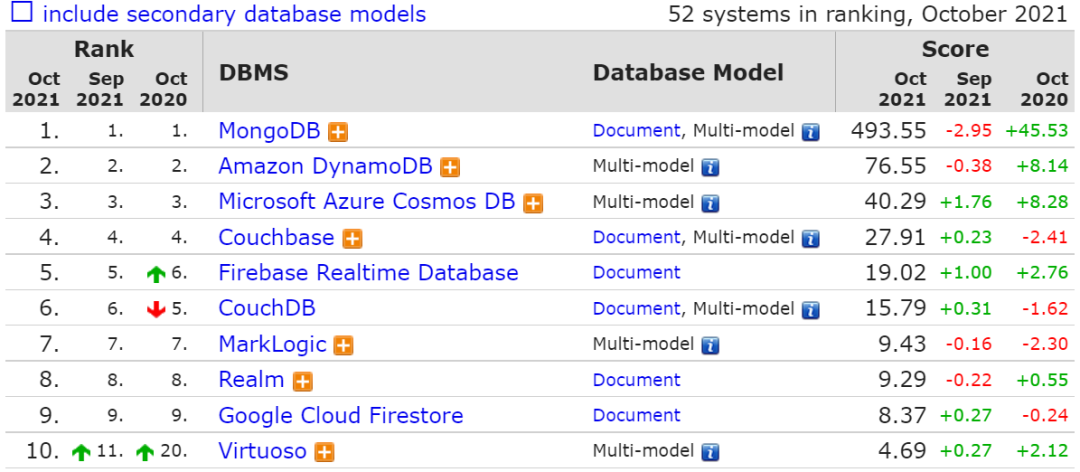 include secondary database models 52 systems in ranking, October 2021
Rank Score
DBMS Database Model
Oct Sep Oct Oct Sep Oct
2021 2021 2020 2021 2021 2020
1. 1. 1. MongoDB Document, Multi-model 493.55 -2.95 +45.53
2. 2. 2. Amazon DynamoDB Multi-model 76.55 -0.38 +8.14
3. 3. 3. Microsoft Azure Cosmos DB Multi-model 40.29 +1.76 +8.28
4. 4. 4. Couchbase Document, Multi-model 27.91 +0.23 -2.41
5. 5. 6. Firebase Realtime Database Document 19.02 +1.00 +2.76
6. 6. 5. CouchDB Document, Multi-model 15.79 +0.31 -1.62
7. 7. 7. MarkLogic Multi-model 9.43 -0.16 -2.30
8. 8. 8. Realm Document 9.29 -0.22 +0.55
9. 9. 9. Google Cloud Firestore Document 8.37 +0.27 -0.24
10. 11. 20. Virtuoso Multi-model 4.69 +0.27 +2.12